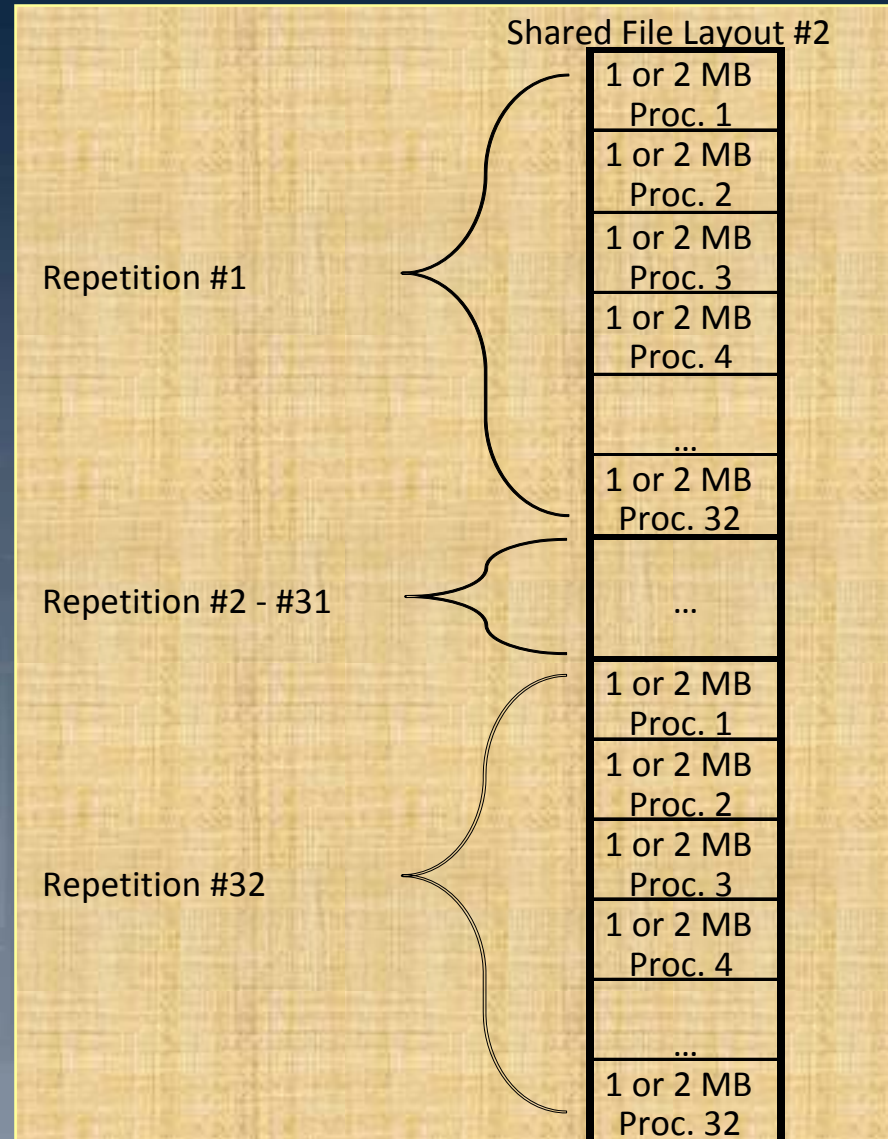 Shared File Layout #2
1 or 2 MB
Proc. 1
1 or 2 MB
Proc. 2
1 or 2 MB
Proc. 3
1 or 2 MB
Proc. 4
...
1 or 2 MB
Proc. 32
Repetition #1
...
Repetition #2 - #31
1 or 2 MB
Proc. 1
1 or 2 MB
Proc. 2
1 or 2 MB
Proc. 3
1 or 2 MB
Proc. 4
...
1 or 2 MB
Proc. 32
Repetition #32